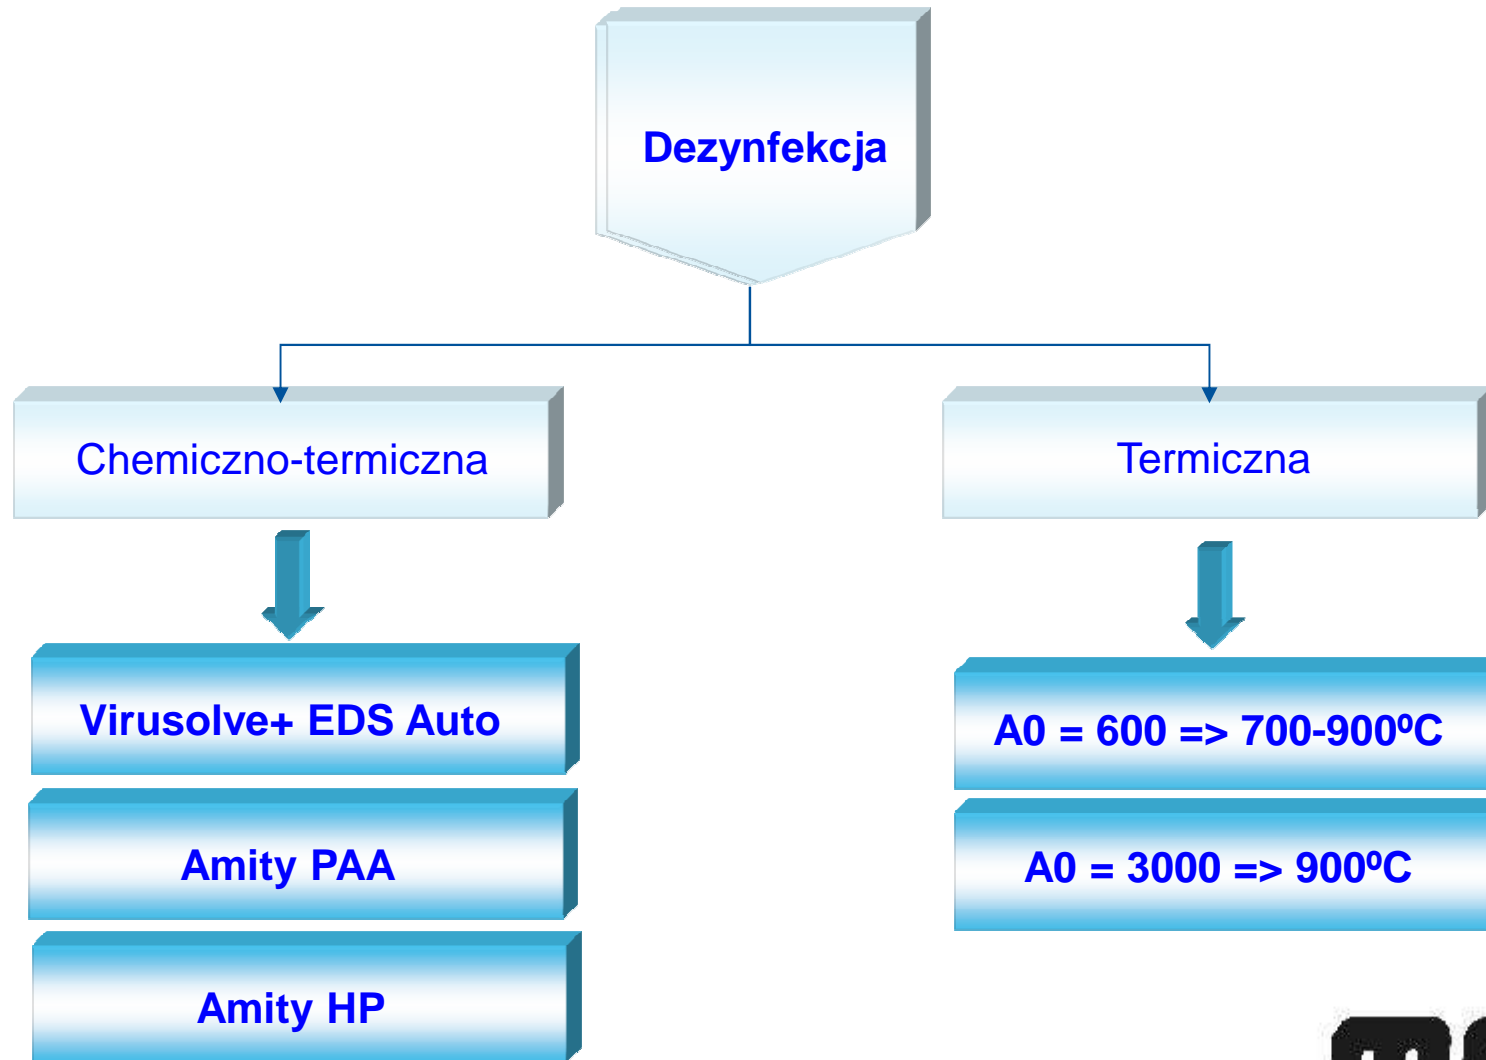 Dezynfekcja
Chemiczno-termiczna
Termiczna
Virusolve+ EDS Auto
Amity PAA
Amity HP
A0 = 600 => 700-900ºC
A0 = 3000 => 900ºC